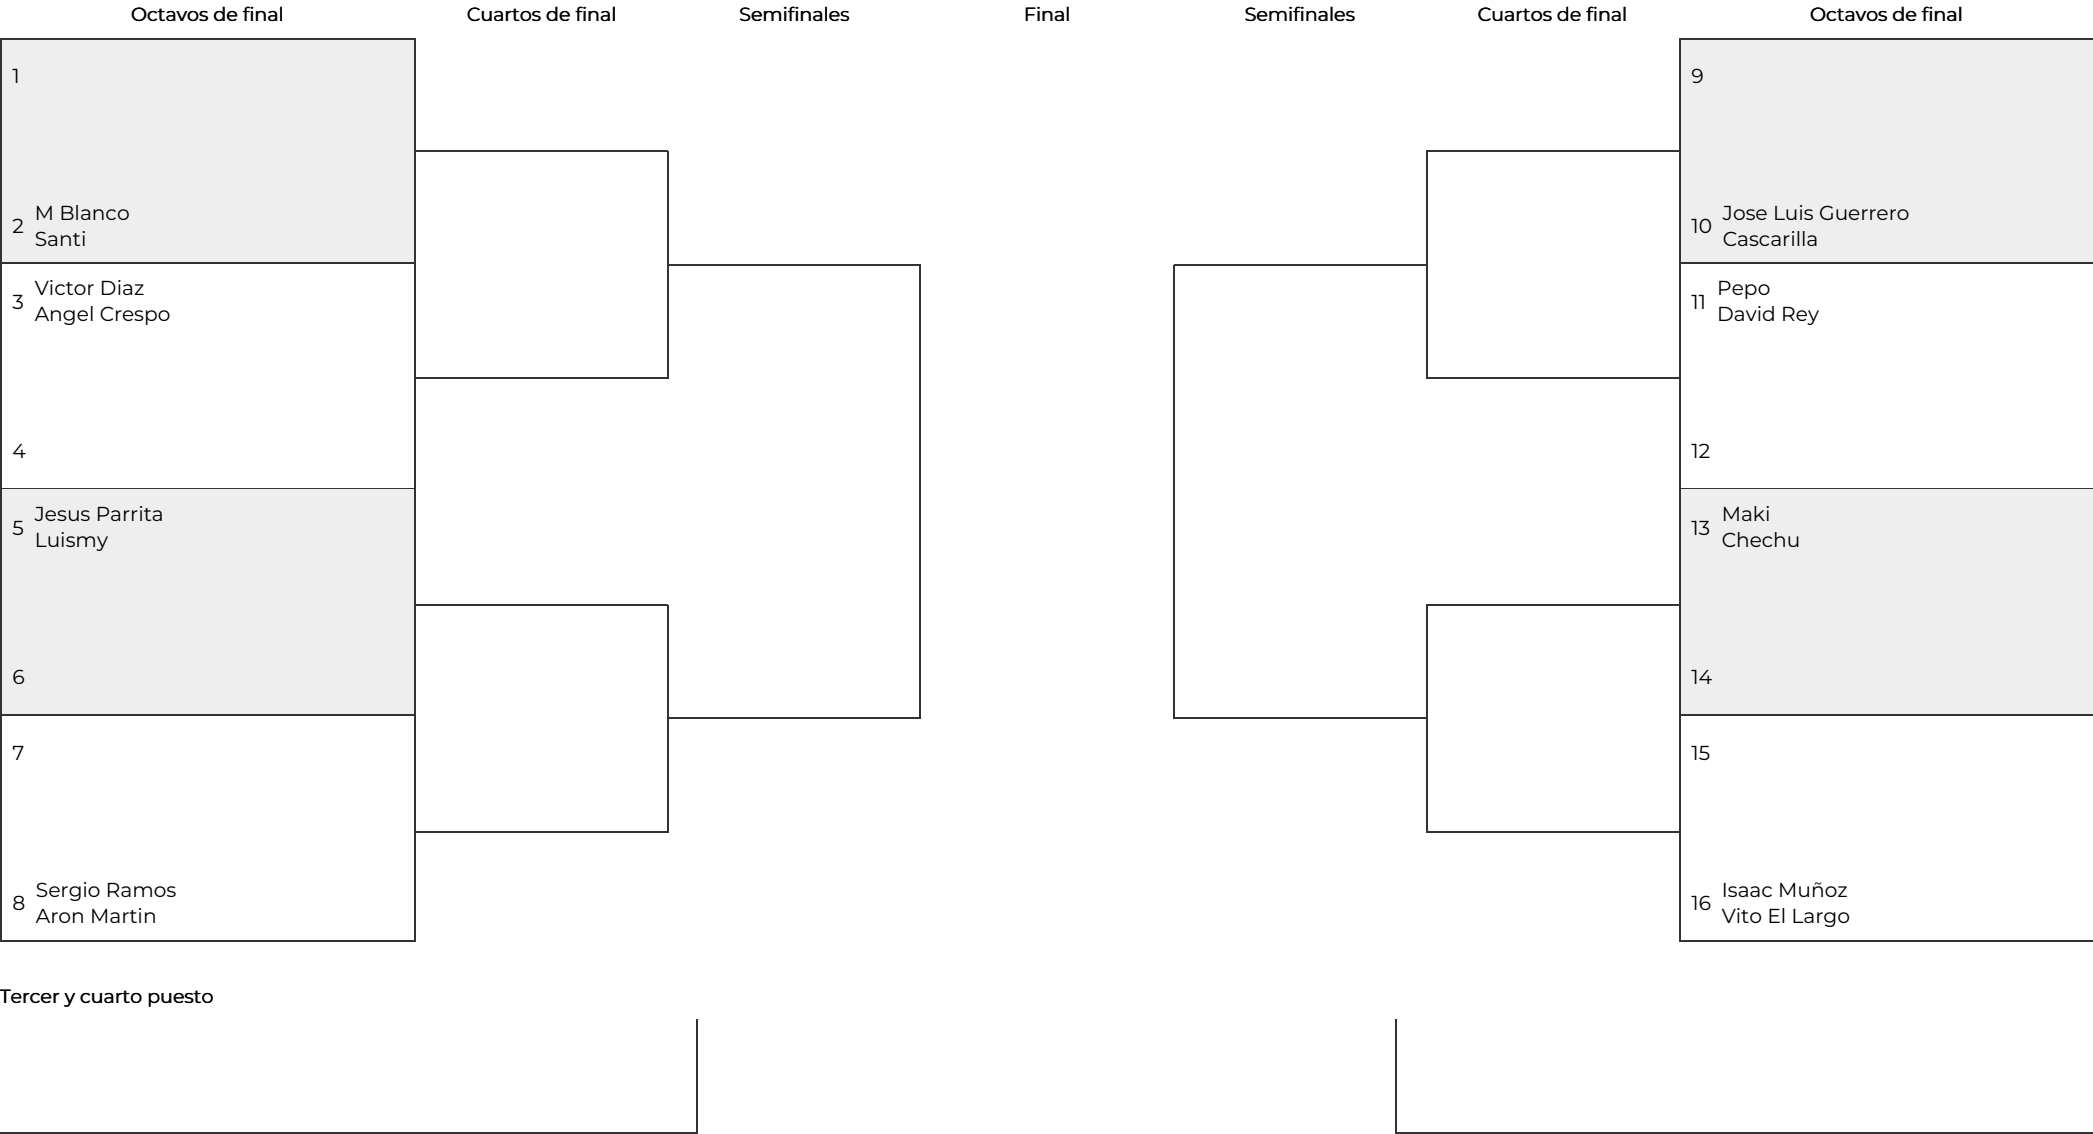 Octavos de final
Cuartos de final
Semifinales
Final
Semifinales
Cuartos de final
Octavos de final
1
2
M Blanco
Santi
3
Victor Diaz
Angel Crespo
4
5
Jesus Parrita
Luismy
6
7
8
Sergio Ramos
Aron Martin
9
10
Jose Luis Guerrero
Cascarilla
11
Pepo
David Rey
12
13
Maki
Chechu
14
15
16
Isaac Muñoz
Vito El Largo
Tercer y cuarto puesto